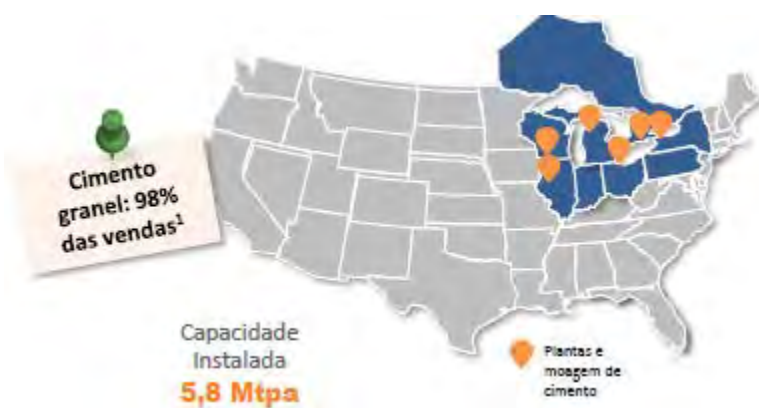 Cimento
granel: 98%
das vendas¹
Capacidade
Instalada
5,8 Mtpa
Plantas e
moagem de
cimento